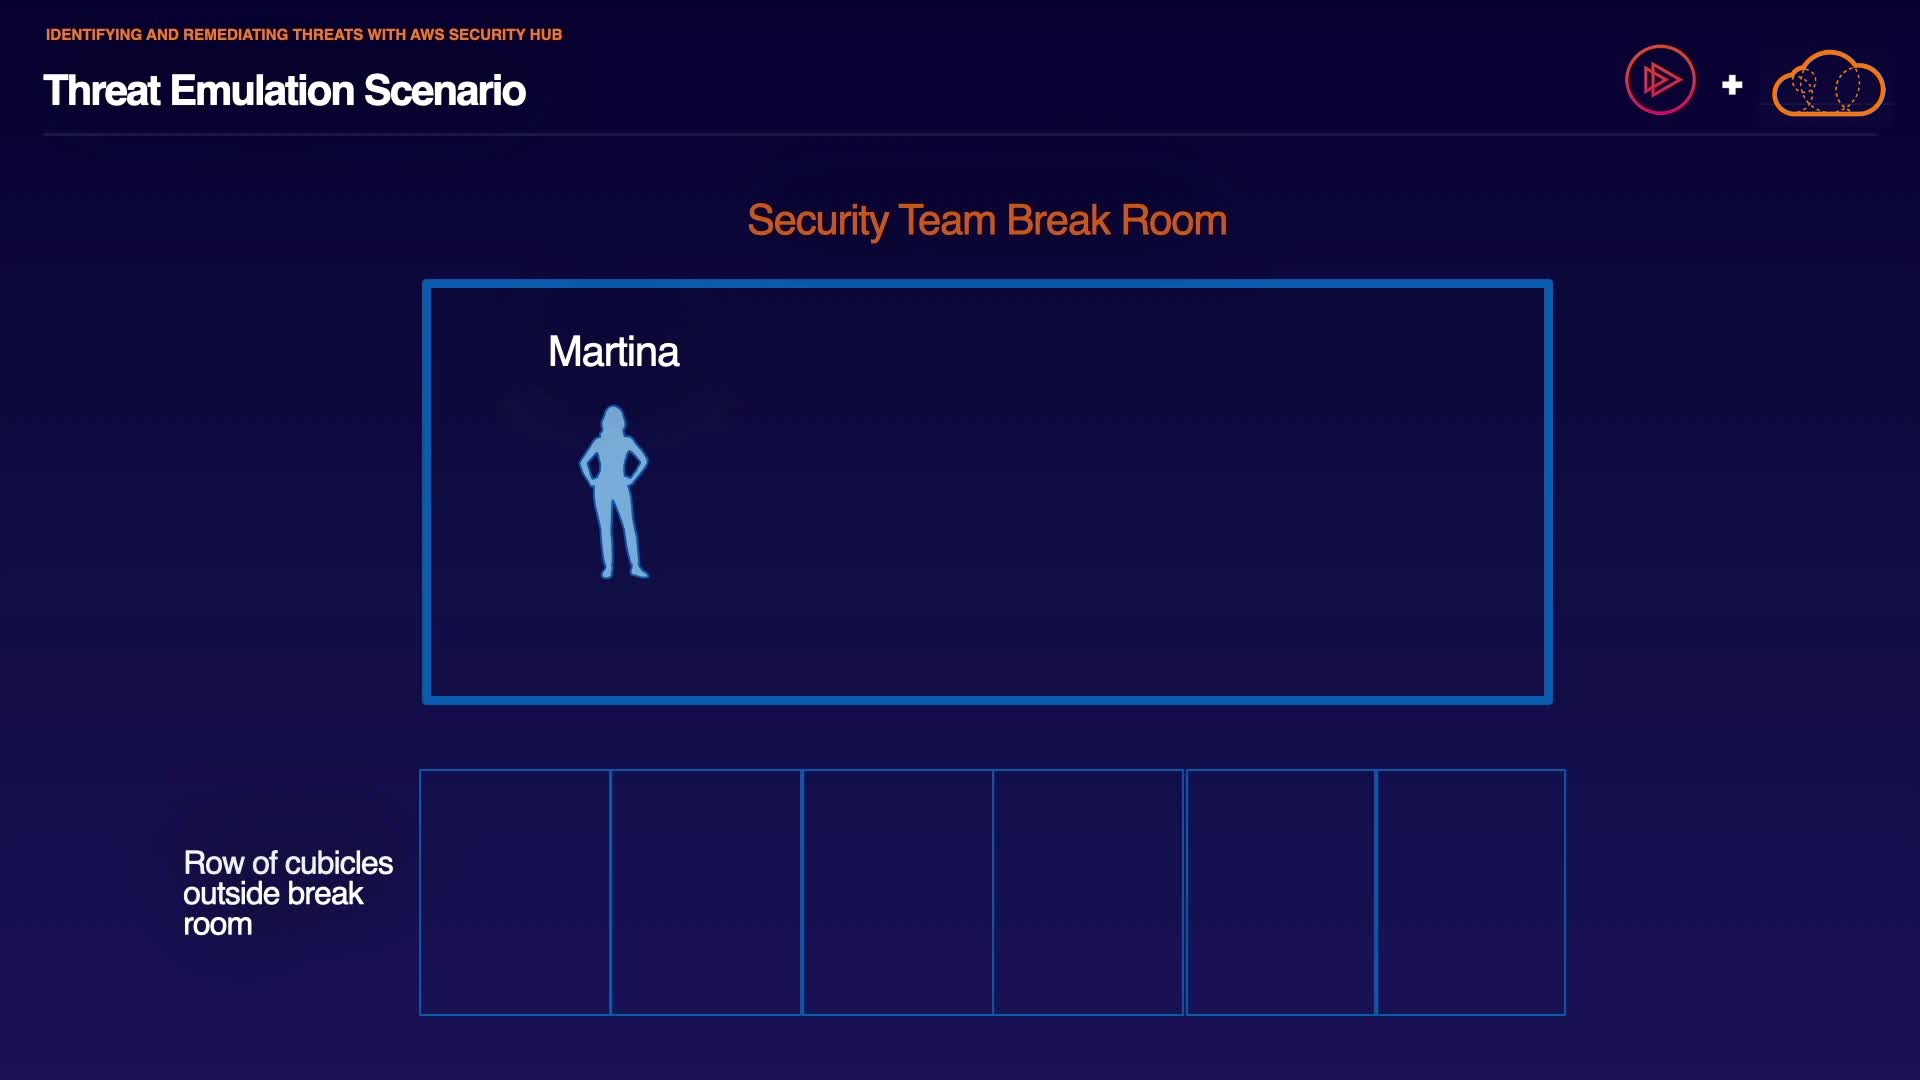 IDENTIFYING AND REMEDIATING THREATS WITH AWS SECURITY HUB
Threat Emulation Scenario
Security Team Break Room
Martina
Row of cubicles
outside break
room